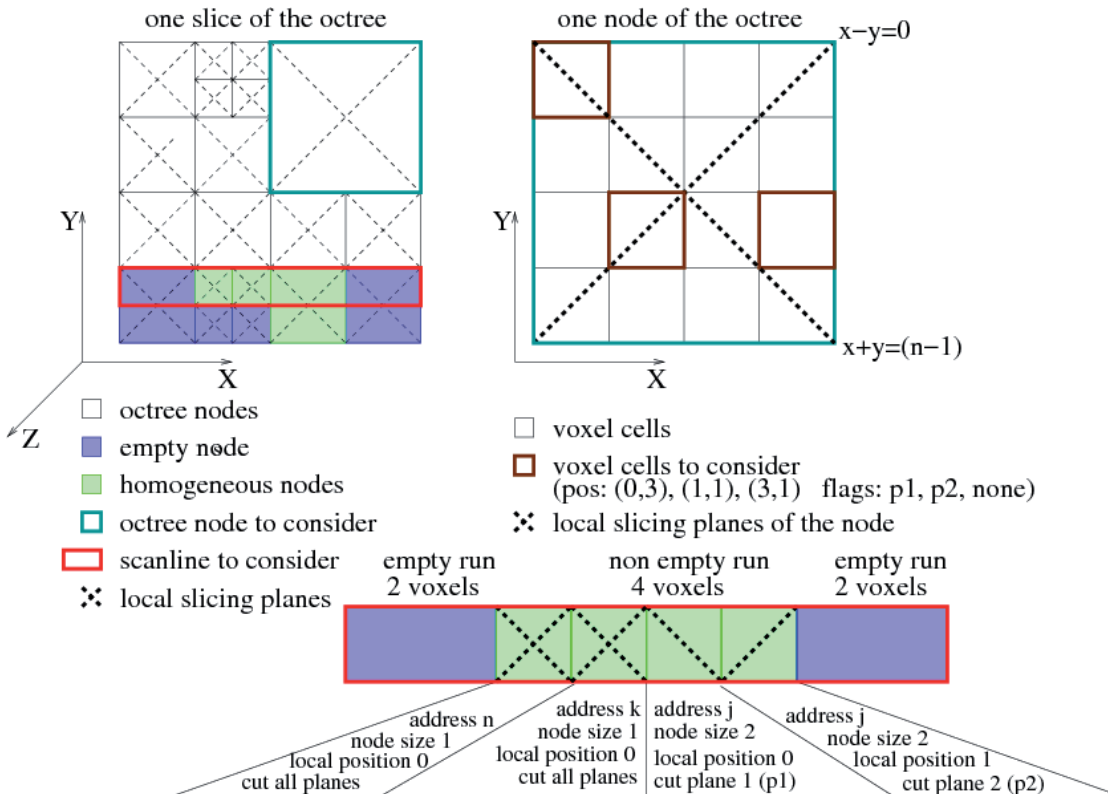 one slice of the octree
one node of the octree
x−y=0
Y
X
Z
Y
X
x+y=(n−1)
octree nodes
empty node
homogeneous nodes
octree node to consider
scanline to consider
local slicing planes
voxel cells
voxel cells to consider
(pos: (0,3), (1,1), (3,1) flags: p1, p2, none)
local slicing planes of the node
empty run
2 voxels
non empty run
4 voxels
empty run
2 voxels
address n
node size 1
local position 0
cut all planes
address k
node size 1
local position 0
cut all planes
address j
node size 2
local position 0
cut plane 1 (p1)
address j
node size 2
local position 1
cut plane 2 (p2)